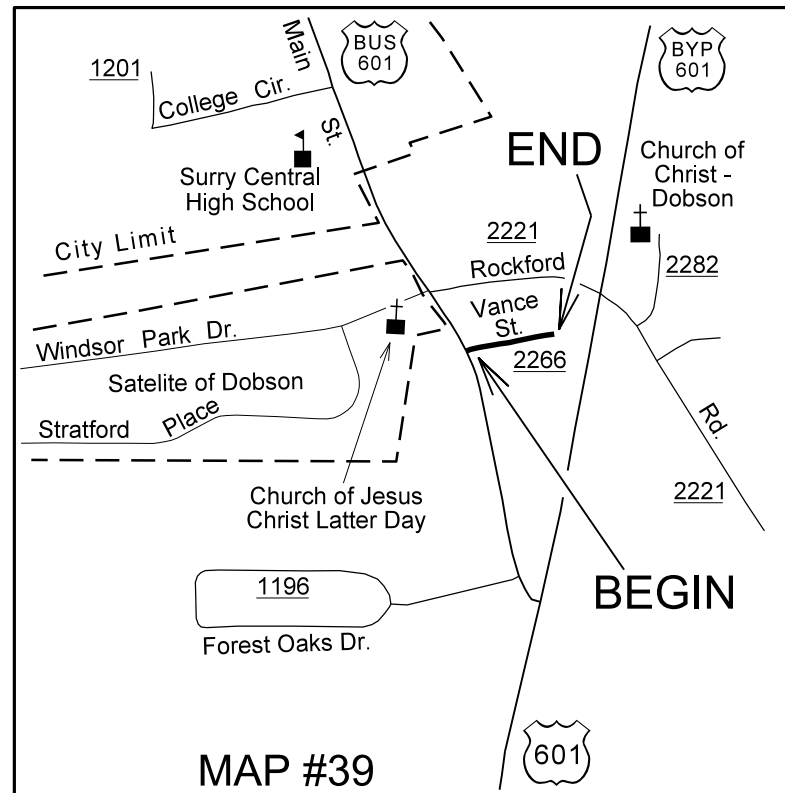 Main
St.
BUS
601
BYP
601
1201
College Cir.
END
Church of
Christ -
Dobson
Surry Central
High School
2221
Rockford
City Limit
2282
Vance
St.
Windsor Park Dr.
2266
Satelite of Dobson
Stratford Place
Rd.
2221
Church of Jesus
Christ Latter Day
1196
BEGIN
Forest Oaks Dr.
601
MAP #39